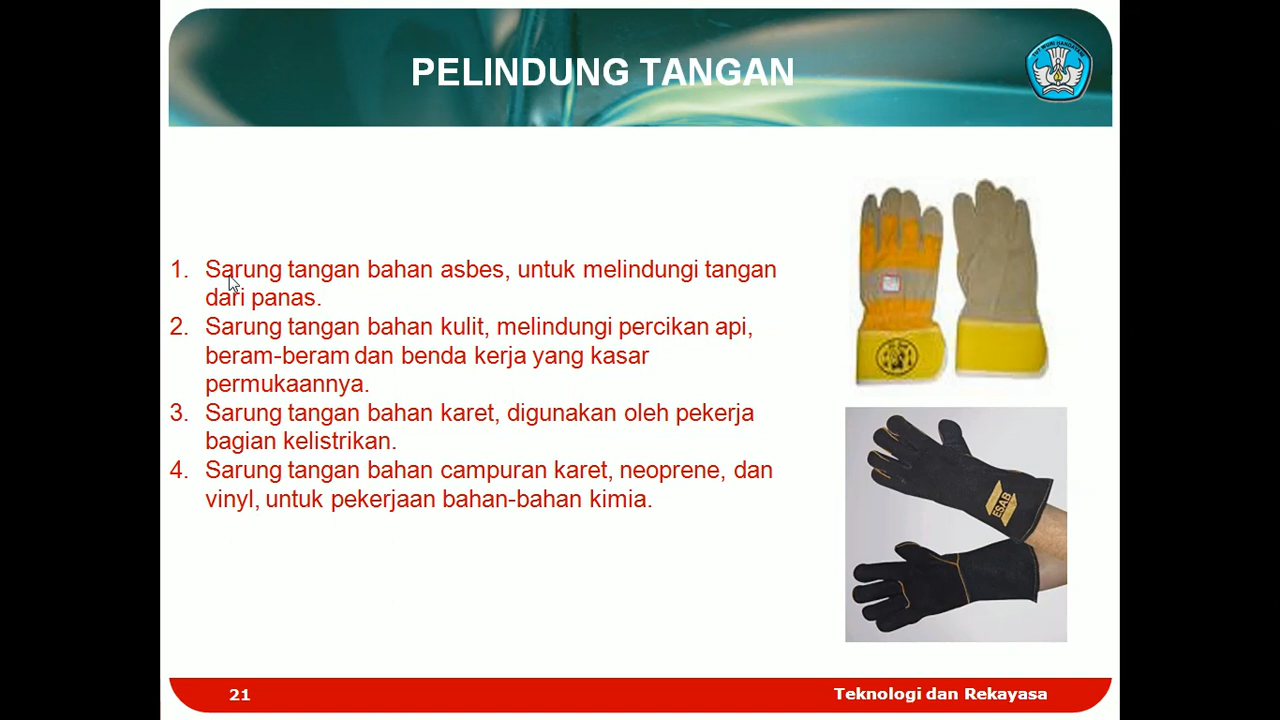 PELINDUNG TANGAN
1. Sarung tangan bahan asbes, untuk melindungi tangan
dari panas.
2. Sarung tangan bahan kulit, melindungi percikan api,
beram-beram dan benda kerja yang kasar
permukaannya.
3. Sarung tangan bahan karet, digunakan oleh pekerja
bagian kelistrikan.
4. Sarung tangan bahan campuran karet, neoprene, dan
vinyl, untuk pekerjaan bahan-bahan kimia.
ESAB
21
Teknologi dan Rekayasa